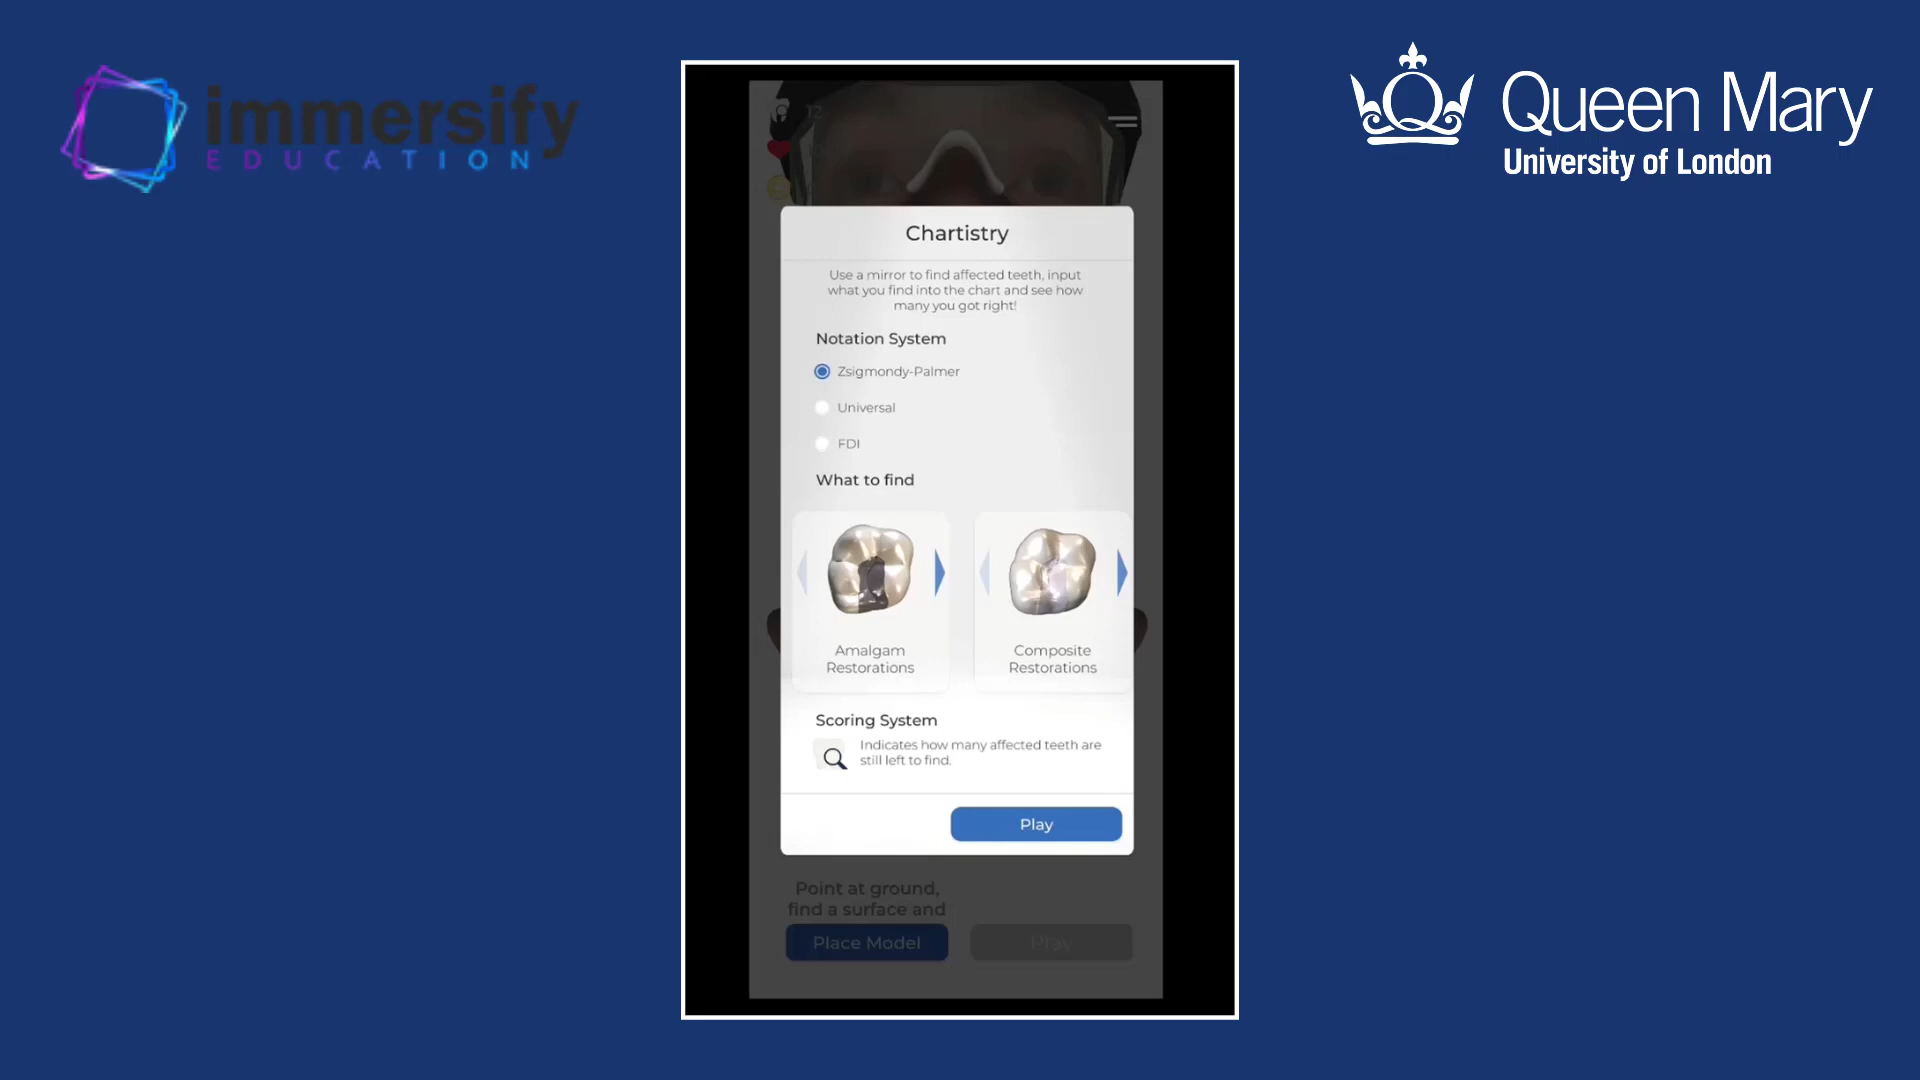 immersify
EDUCATION
Queen Mary
University of London
12
Chartistry
Use a mirror to find affected teeth, input
what you find into the chart and see how
many you got right!
Notation System
Zsigmondy-Palmer
Universal
FDI
What to find
Amalgam
Restorations
Composite
Restorations
Scoring System
Indicates how many affected teeth are
still left to find.
Play
Point at ground,
find a surface and
Place Model
Play